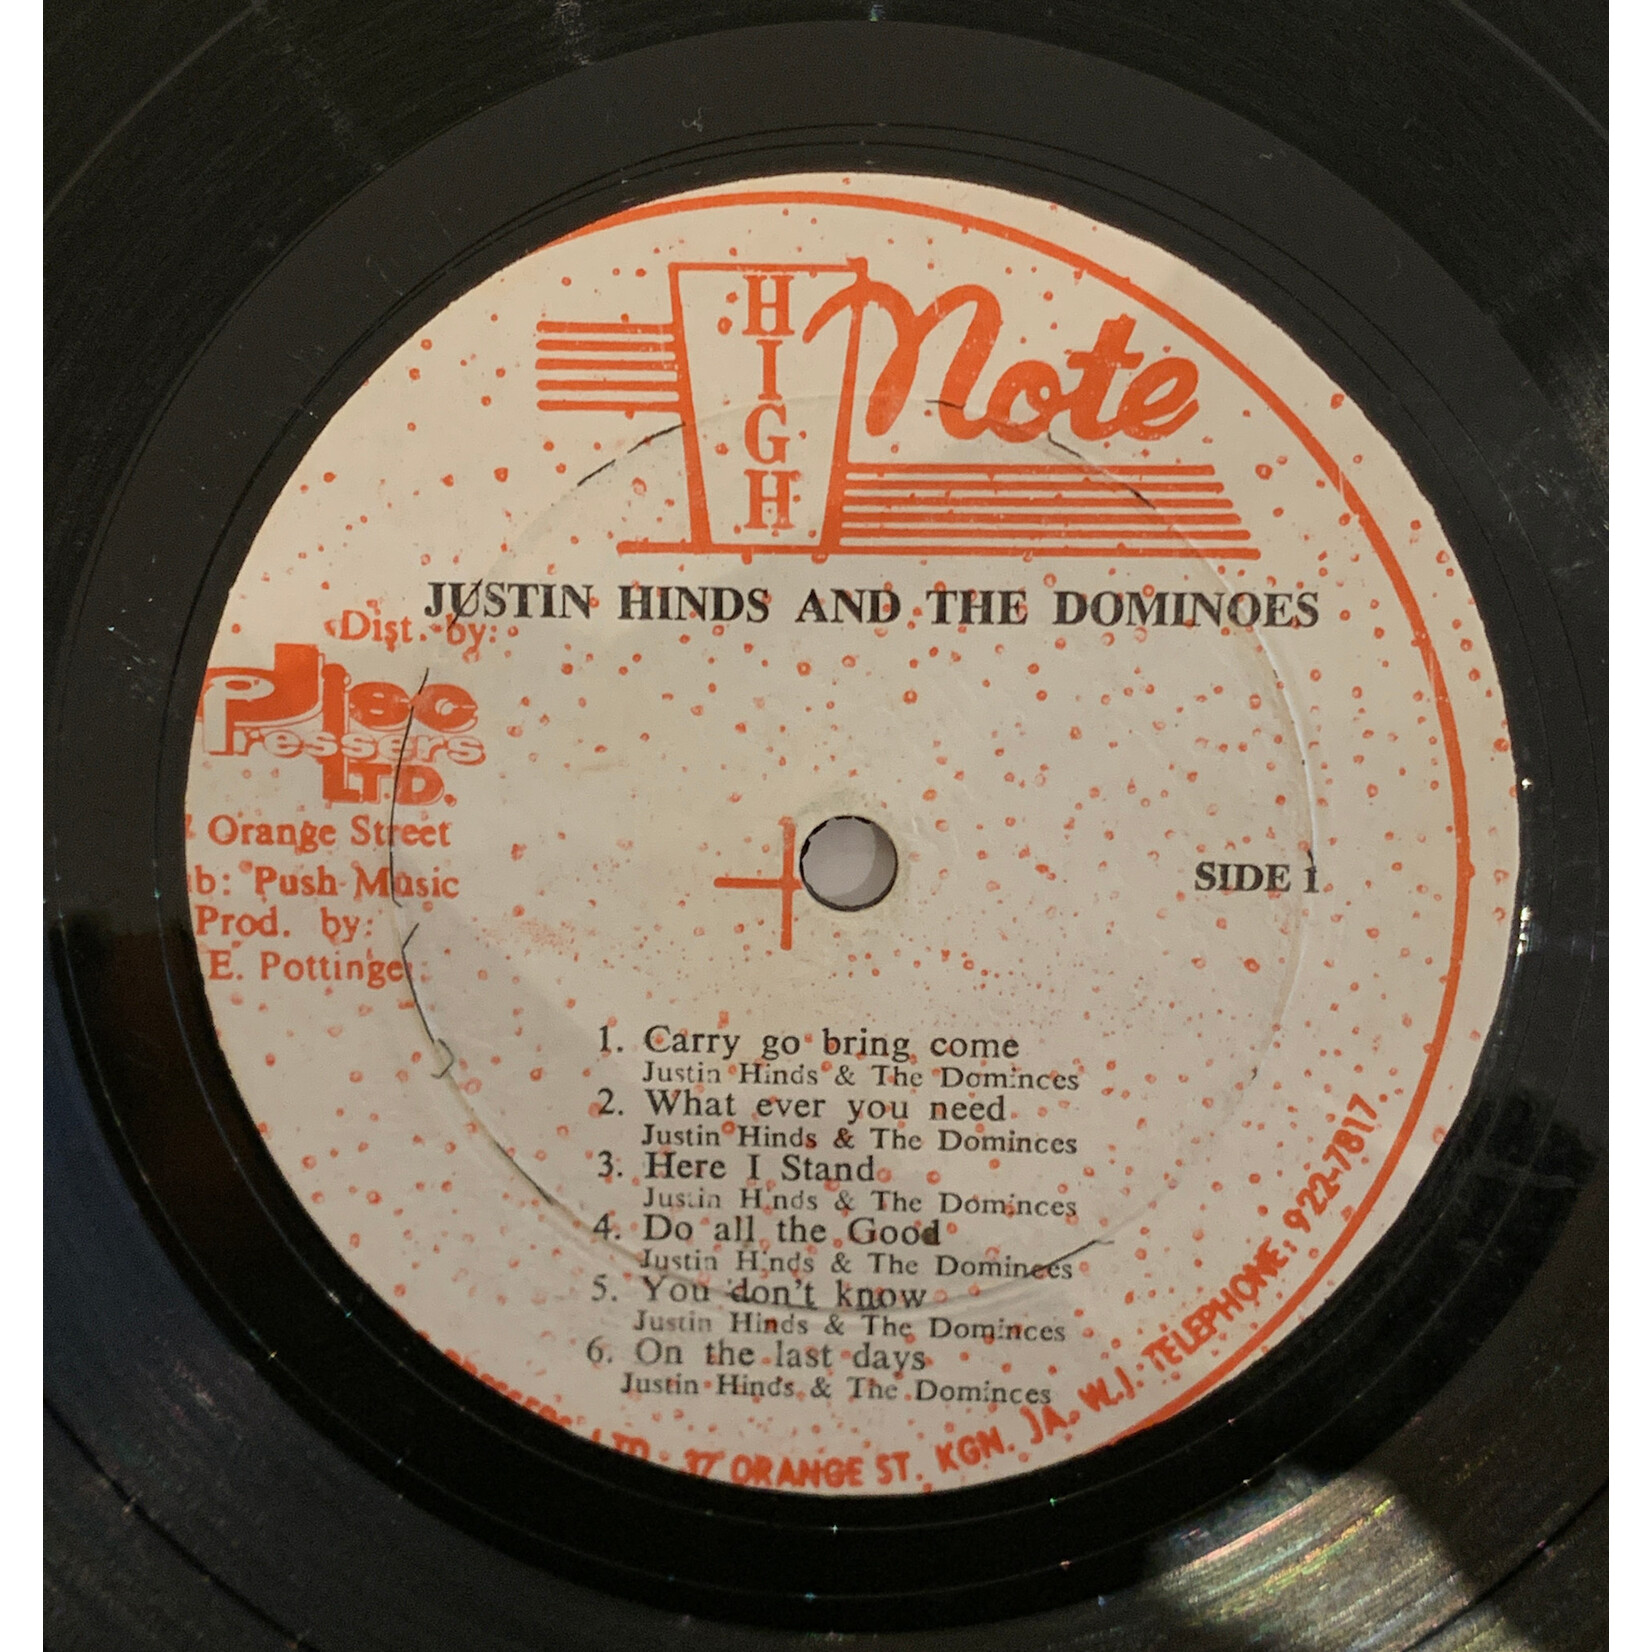 HIGH Note
JUSTIN HINDS AND THE DOMINOES
Dist. by:
Disc
Pressers
LTD.
Orange Street
b: Push Music
Prod. by:
E. Pottinge
SIDE 1
1. Carry go bring come
Justin Hinds & The Dominces
2. What ever you need
Justin Hinds & The Dominces
3. Here I Stand
Justin Hinds & The Dominces
4. Do all the Good
Justin Hinds & The Dominces
5. You don't know
Justin Hinds & The Dominces
6. On the last days
Justin Hinds & The Dominces
LTD. 37 ORANGE ST. KGN. JA. W.I. TELEPHONE: 922-7817.